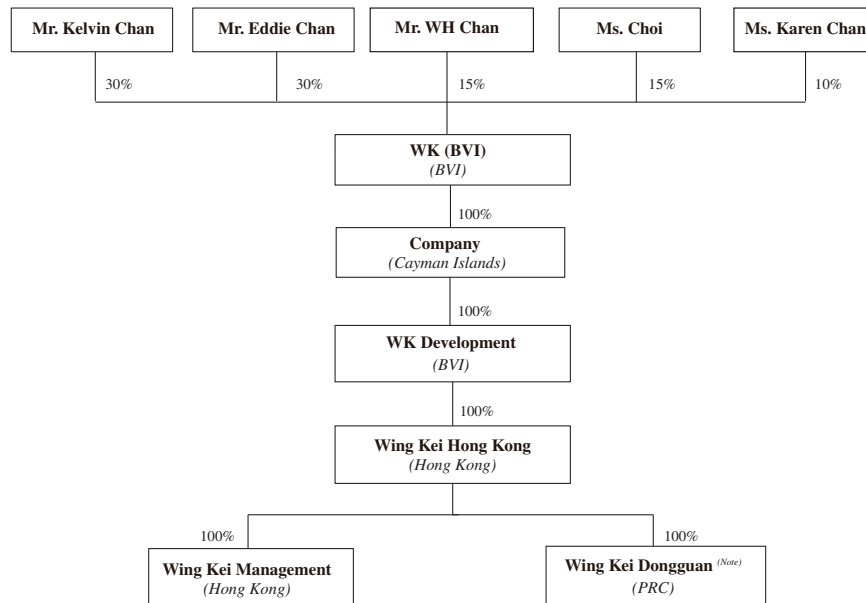 Mr. Kelvin Chan
Mr. Eddie Chan
Mr. WH Chan
Ms. Choi
Ms. Karen Chan
30%
30%
15%
15%
10%
WK (BVI)
(BVI)
100%
Company
(Cayman Islands)
100%
WK Development
(BVI)
100%
Wing Kei Hong Kong
(Hong Kong)
100%
100%
Wing Kei Management
(Hong Kong)
Wing Kei Dongguan (Note)
(PRC)